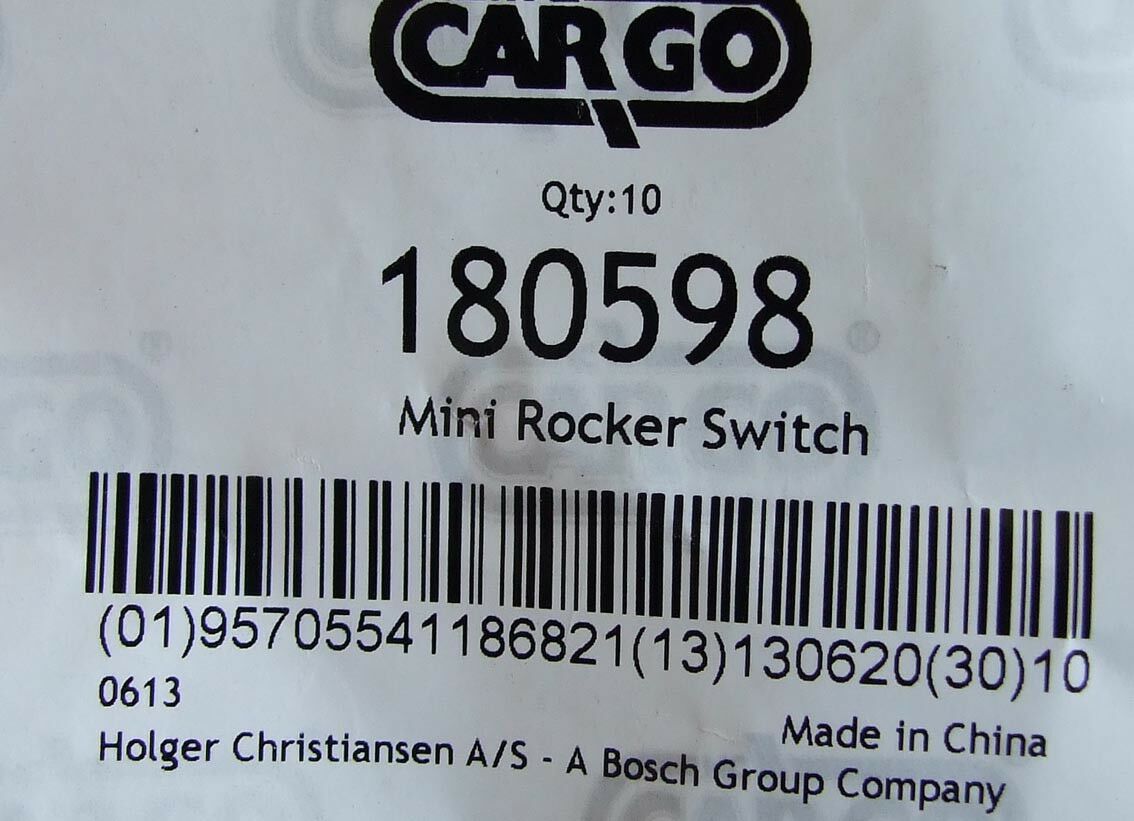 CARGO
Qty:10
180598
Mini Rocker Switch
(01)95705541186821(13)130620(30)10
0613
Made in China
Holger Christiansen A/S - A Bosch Group Company